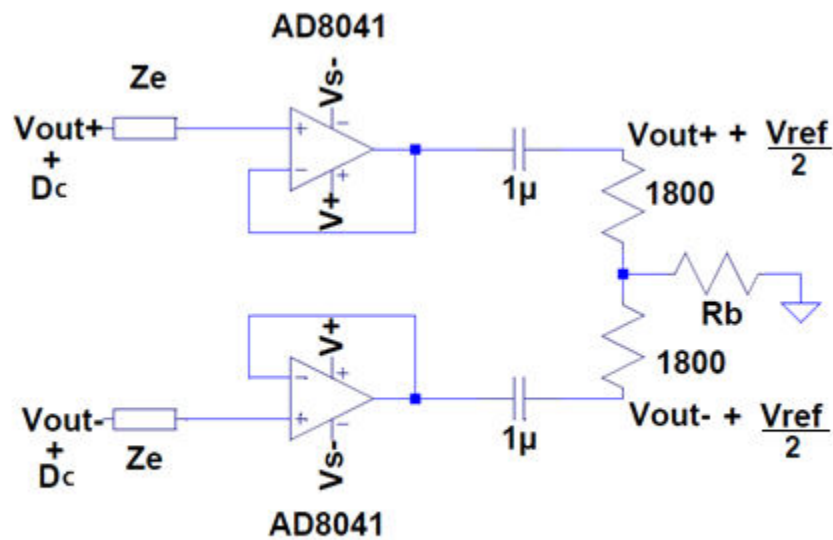 AD8041
Ze
Vs-
Vout+
+
Dc
+
-
-
+
V+
1µ
Vout+ + Vref
2
1800
Rb
1800
V+
+
-
-
+
Vout-
+
Dc
Ze
Vs-
1µ
Vout- + Vref
2
AD8041